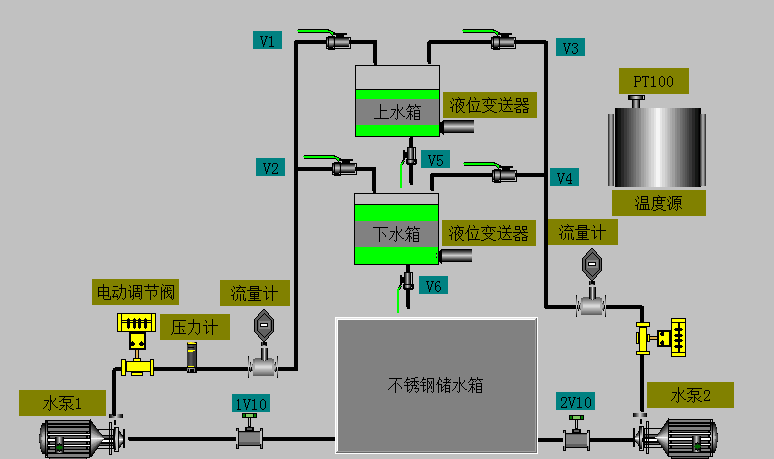 V1
V3
PT100
上水箱
液位变送器
V5
V2
V4
温度源
下水箱
液位变送器
流量计
V6
电动调节阀
流量计
压力计
不锈钢储水箱
水泵1
1V10
2V10
水泵2